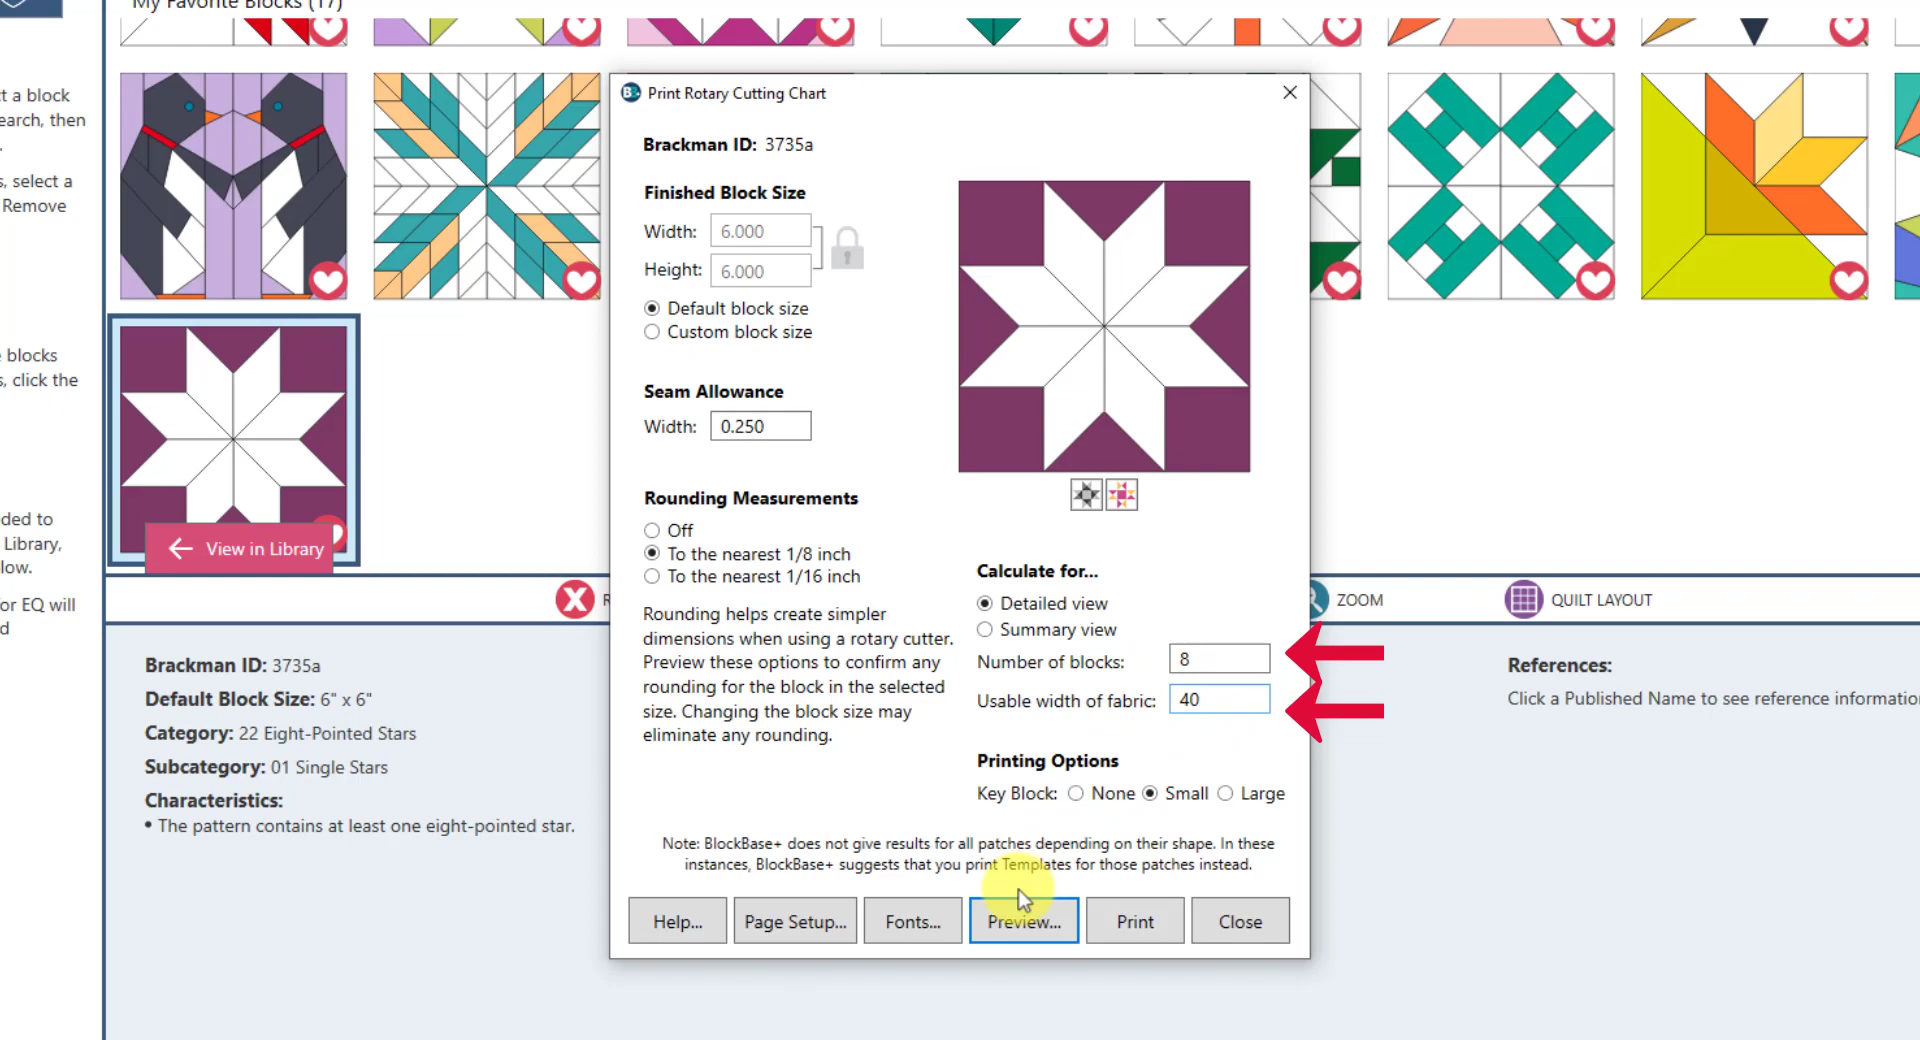 My Favorite Blocks (17)
ct a block
earch, then
s, select a
Remove
e blocks
s, click the
ded to
Library,
low.
or EQ will
d
View in Library
Print Rotary Cutting Chart
Brackman ID: 3735a
Finished Block Size
Width: 6.000
Height: 6.000
Default block size
Custom block size
Seam Allowance
Width: 0.250
Rounding Measurements
Off
To the nearest 1/8 inch
To the nearest 1/16 inch
Rounding helps create simpler
dimensions when using a rotary cutter.
Preview these options to confirm any
rounding for the block in the selected
size. Changing the block size may
eliminate any rounding.
Calculate for...
Detailed view
Summary view
Number of blocks: 8
Usable width of fabric: 40
Printing Options
Key Block: None Small Large
Note: BlockBase+ does not give results for all patches depending on their shape. In these
instances, BlockBase+ suggests that you print Templates for those patches instead.
Help... Page Setup... Fonts... Preview... Print Close
R
ZOOM
QUILT LAYOUT
Brackman ID: 3735a
Default Block Size: 6" x 6"
Category: 22 Eight-Pointed Stars
Subcategory: 01 Single Stars
Characteristics:
• The pattern contains at least one eight-pointed star.
References:
Click a Published Name to see reference informatio